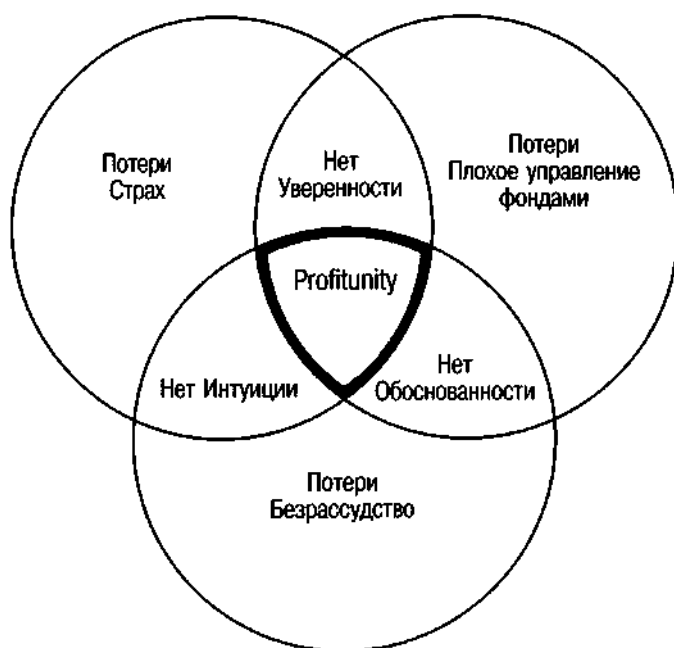 Потери
Страх
Нет
Уверенности
Потери
Плохое управление
фондами
Profitunity
Нет Интуиции
Нет
Обоснованности
Потери
Безрассудство